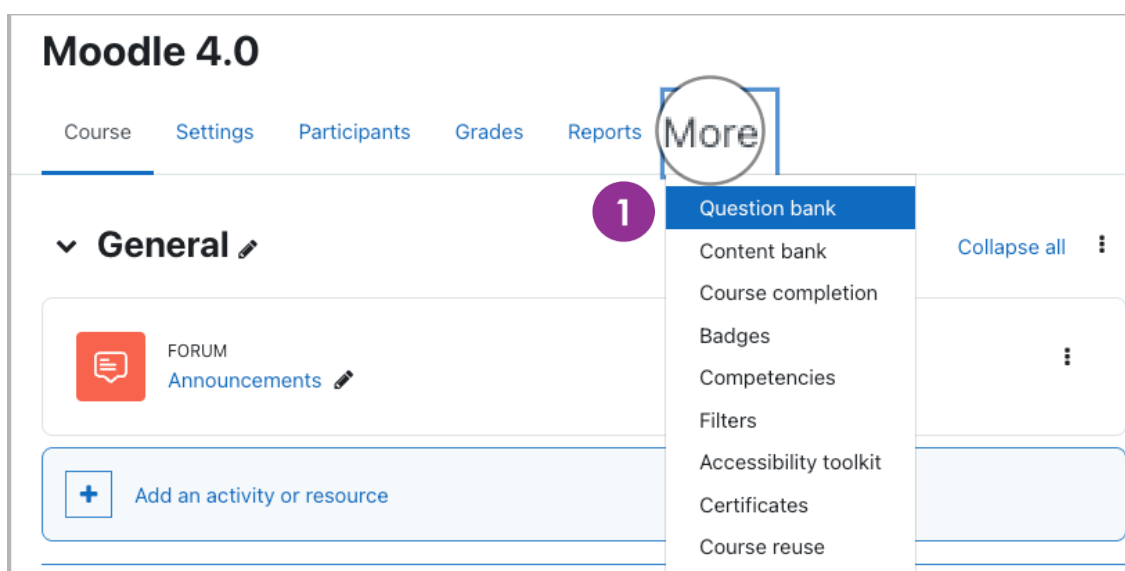 Moodle 4.0
Course Settings Participants Grades Reports More
1
Question bank
General
Collapse all
Content bank
Course completion
FORUM
Announcements
Badges
Competencies
Filters
Accessibility toolkit
Add an activity or resource
Certificates
Course reuse